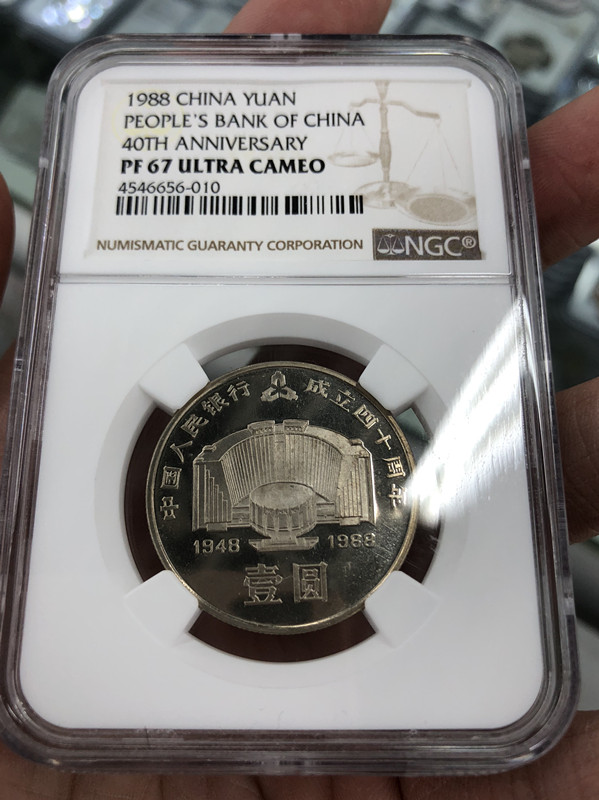 1988 CHINA YUAN
PEOPLE'S BANK OF CHINA
40TH ANNIVERSARY
PF 67 ULTRA CAMEO
4546656-010
NUMISMATIC GUARANTY CORPORATION
NGC®
中國人民银行 成立四十周年
1948 1988
壹圆